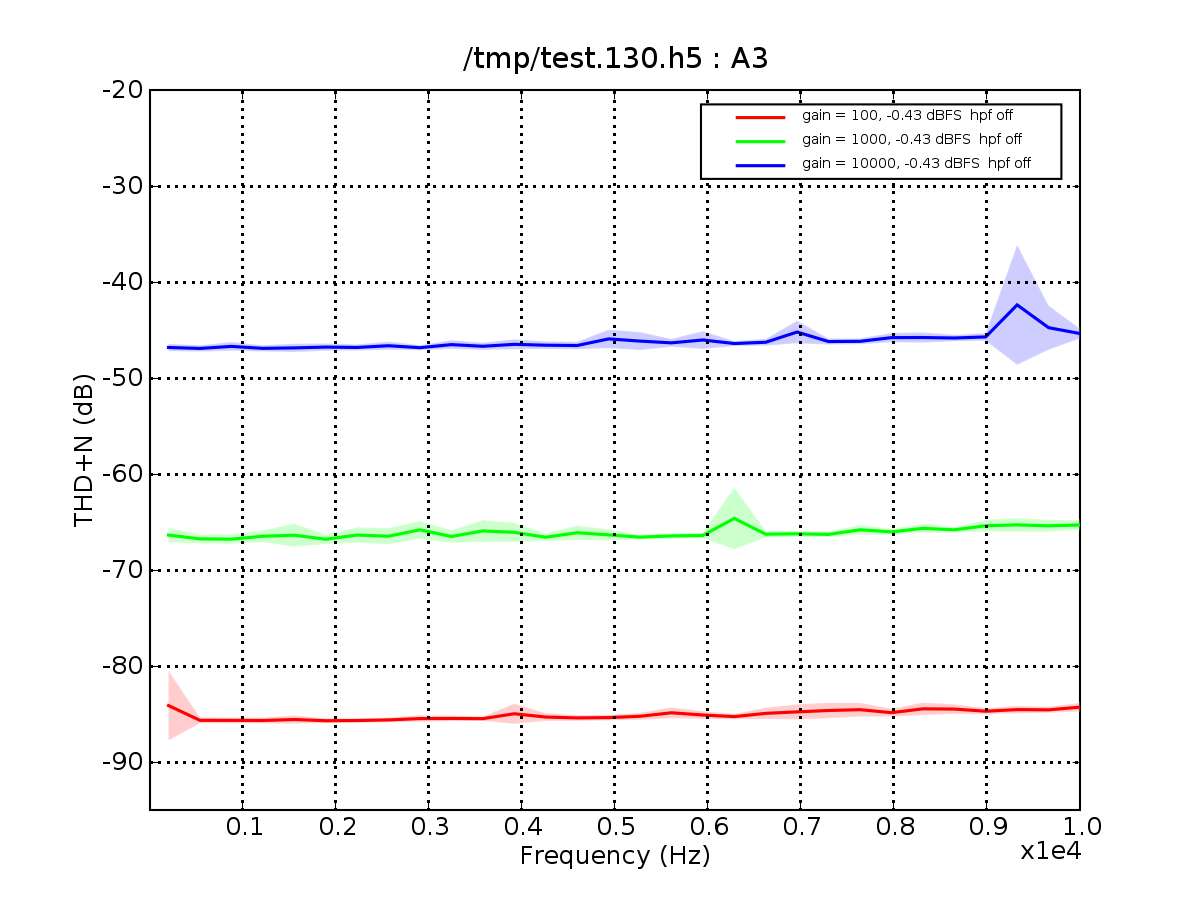 /tmp/test.130.h5 : A3
-20
-30
-40
-50
-60
-70
-80
-90
THD+N (dB)
gain = 100, -0.43 dBFS  hpf off
gain = 1000, -0.43 dBFS  hpf off
gain = 10000, -0.43 dBFS  hpf off
0.1 0.2 0.3 0.4 0.5 0.6 0.7 0.8 0.9 1.0
x1e4
Frequency (Hz)